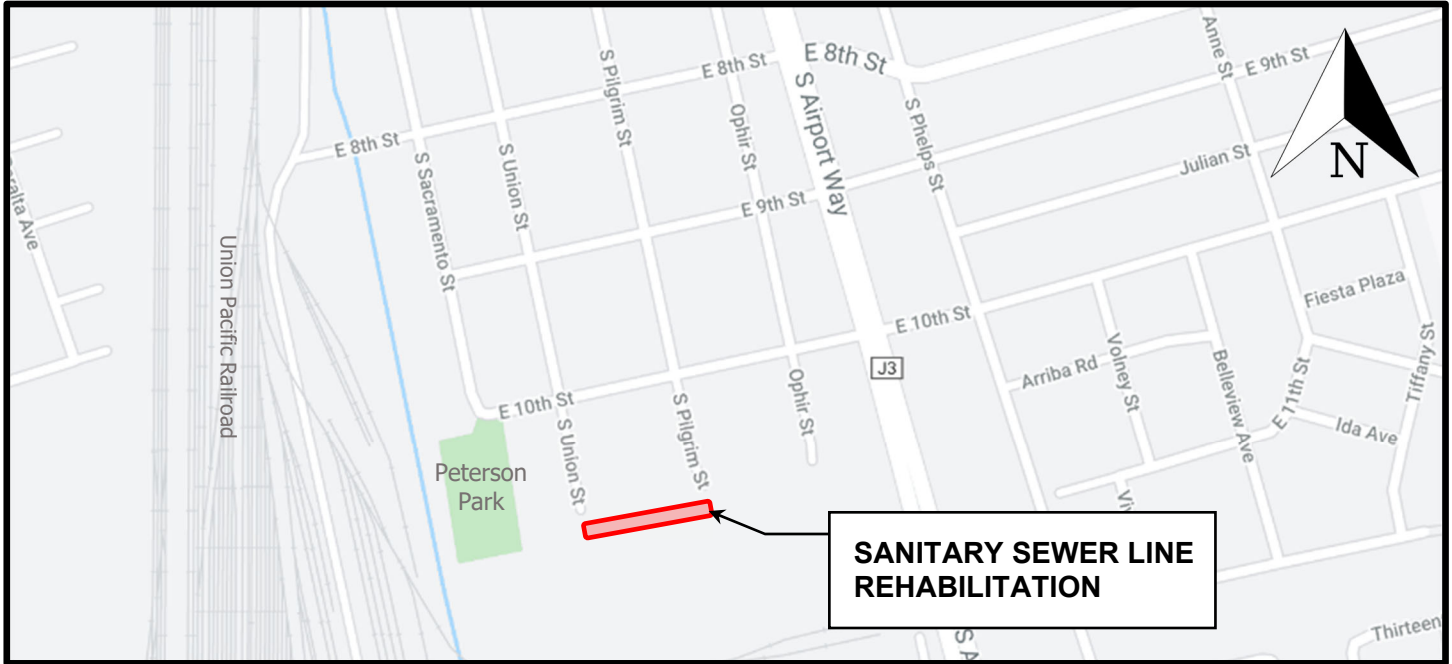 Anne St
E 8th St
E 9th St
S Pilgrim St
E 8th St
S Airport Way
N
Ophir St
S Phelps St
E 8th St
S Union St
S Sacramento St
Julian St
E 9th St
Union Pacific Railroad
Fiesta Plaza
E 10th St
Tiffany St
Volney St
Arriba Rd
J3
Belleview Ave
Ophir St
E 11th St
S Pilgrim St
E 10th St
S Union St
Ida Ave
Peterson
Park
SANITARY SEWER LINE
REHABILITATION
Thirteen